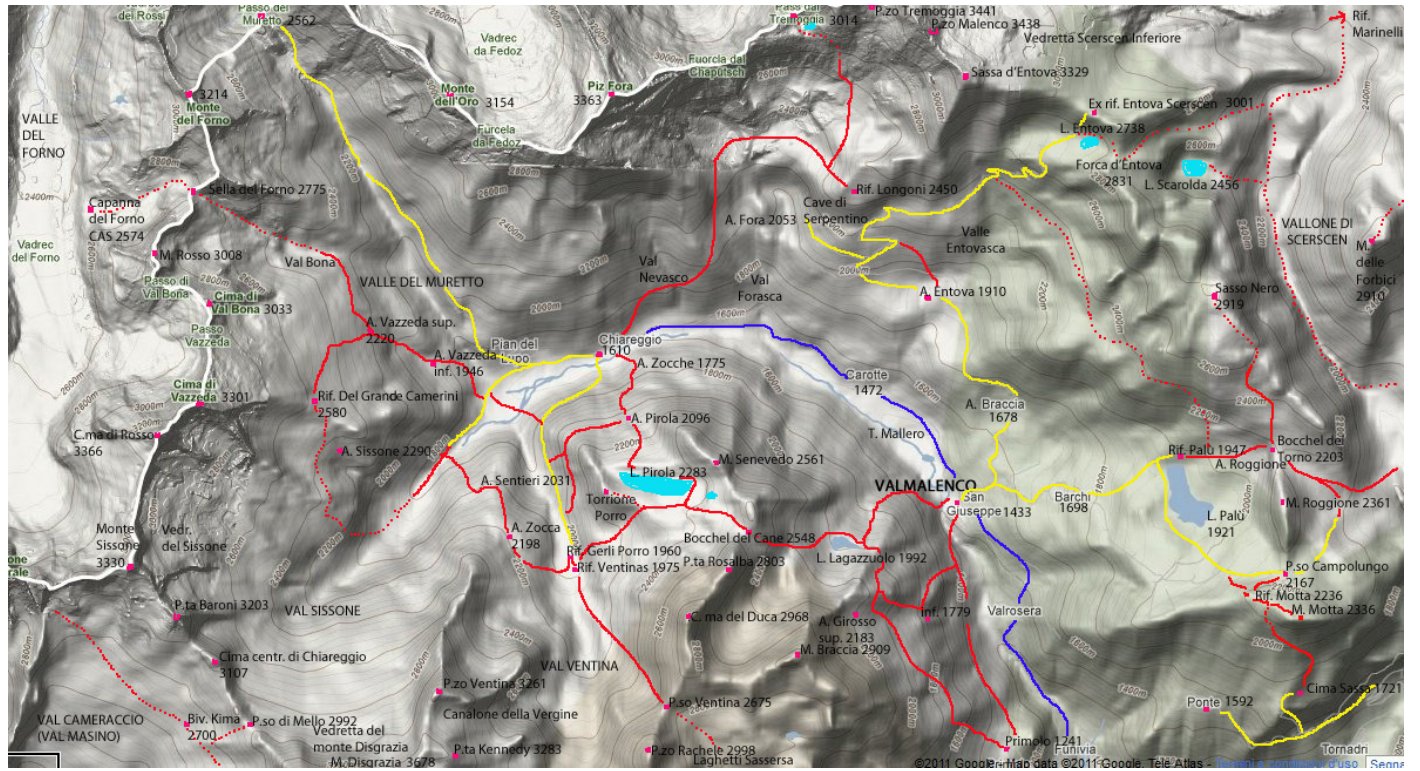 Passo del
Muretto 2562
dei Rossi
Vadrec
da Fedoz
Pass dal
Tremoggia
3014
P.zo Tremoggia 3441
P.zo Malenco 3438
Vedretta Scerscen Inferiore
Rif.
Marinelli
Fuorcla dal
Chaputsch
Sassa d'Entova 3329
3214
Monte
del Forno
Monte
dell'Oro
3154
Piz Fora
3363
Ex rif. Entova Scerscen 3001
VALLE
DEL
FORNO
Furcela
da Fedoz
L. Entova 2738
Forca d'Entova
2831
L. Scarolda 2456
Sella del Forno 2775
Rif. Longoni 2450
Capanna
del Forno
CAS 2574
Cave di
Serpentino
A. Fora 2053
VALLONE DI
SCERSCEN
Vadrec
del Forno
M. Rosso 3008
Val Bona
Valle
Entovasca
M.
delle
Forbici
2910
Passo di
Val Bona
VALLE DEL MURETTO
Val
Nevasco
Val
Forasca
A. Entova 1910
Sasso Nero
2919
Cima di
Val Bona
3033
Passo
Vazzeda
A. Vazzeda sup.
2220
Pian del
Lupo
Chiareggio
1610
A. Vazzeda
inf. 1946
A. Zocche 1775
Carotte
1472
Cima di
Vazzeda
3301
Rif. Del Grande Camerini
2580
A. Braccia
1678
A. Pirola 2096
T. Mallero
C.ma di Rosso
3366
A. Sissone 2290
Rif. Palù 1947
Bocchel del
Torno 2203
A. Roggione
M. Senevedo 2561
L. Pirola 2283
A. Sentieri 2031
VALMALENCO
San
Giuseppe
1433
Barchi
1698
Torrione
Porro
L. Palù
1921
M. Roggione 2361
Monte
Sissone
3330
Vedr.
del Sissone
A. Zocca
2198
Bocchel del Cane 2548
Rif. Gerli Porro 1960
Rif. Ventinas 1975
P.ta Rosalba 2803
L. Lagazzuolo 1992
P.so Campolungo
2167
Rif. Motta 2236
M. Motta 2336
P.ta Baroni 3203
VAL SISSONE
C. ma del Duca 2968
A. Girosso
sup. 2183
inf. 1779
Valrosera
M. Braccia 2909
Cima centr. di Chiareggio
3107
VAL VENTINA
P.zo Ventina 3261
Canalone della Vergine
P.so Ventina 2675
Cima Sassa 1721
Ponte 1592
VAL CAMERACCIO
(VAL MASINO)
Biv. Kima
2700
P.so di Mello 2992
Vedretta del
monte Disgrazia
M. Disgrazia 3678
P.ta Kennedy 3283
P.zo Rachele 2998
Laghetti Sassersa
Primolo 1241
Funivia
Tornadri
©2011 Google - Map data ©2011 Google, Tele Atlas - Termini e condizioni d'uso
Segna